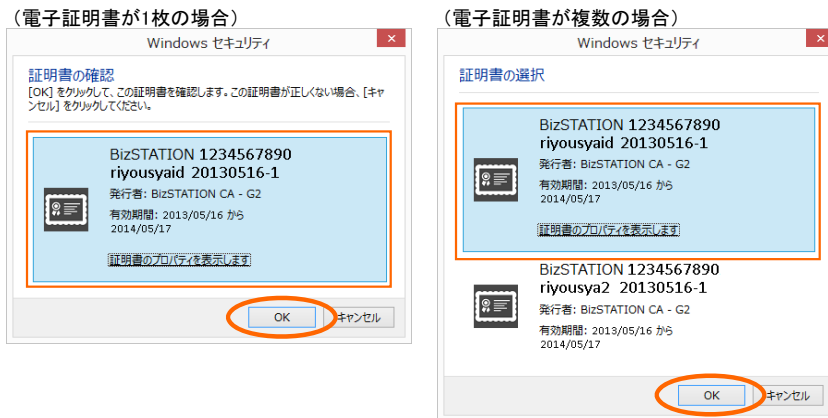 （電子証明書が1枚の場合）
Windows セキュリティ
証明書の確認
[OK] をクリックして、この証明書を確認します。この証明書が正しくない場合、[キャ
ンセル] をクリックしてください。
BizSTATION 1234567890
riyousyaid 20130516-1
発行者: BizSTATION CA - G2
有効期間: 2013/05/16 から
2014/05/17
証明書のプロパティを表示します
OK
キャンセル
（電子証明書が複数の場合）
Windows セキュリティ
証明書の選択
BizSTATION 1234567890
riyousyaid 20130516-1
発行者: BizSTATION CA - G2
有効期間: 2013/05/16 から
2014/05/17
証明書のプロパティを表示します
BizSTATION 1234567890
riyousya2 20130516-1
発行者: BizSTATION CA - G2
有効期間: 2013/05/16 から
2014/05/17
OK
キャンセル